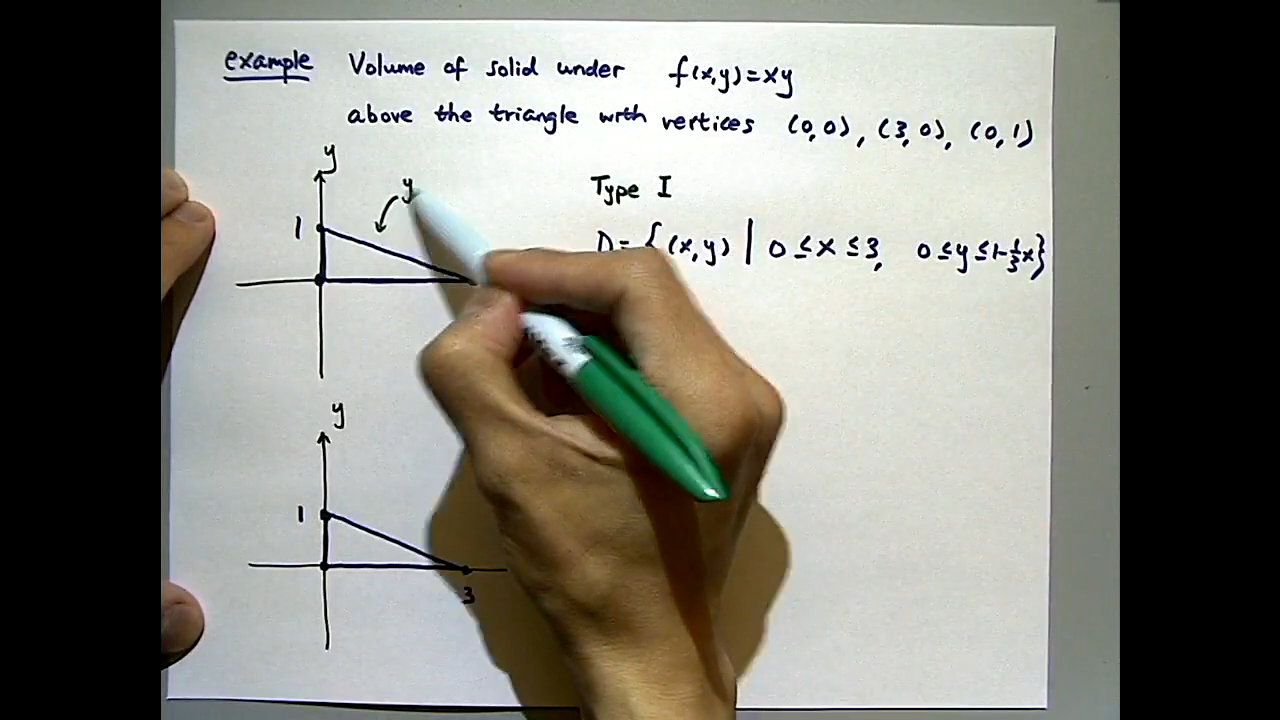 example Volume of solid under f(x,y)=xy
above the triangle with vertices (0,0), (3,0), (0,1)
y
y
Type I
1
D = { (x,y) | 0 ≤ x ≤ 3, 0 ≤ y ≤ 1-⅓x }
y
1
3